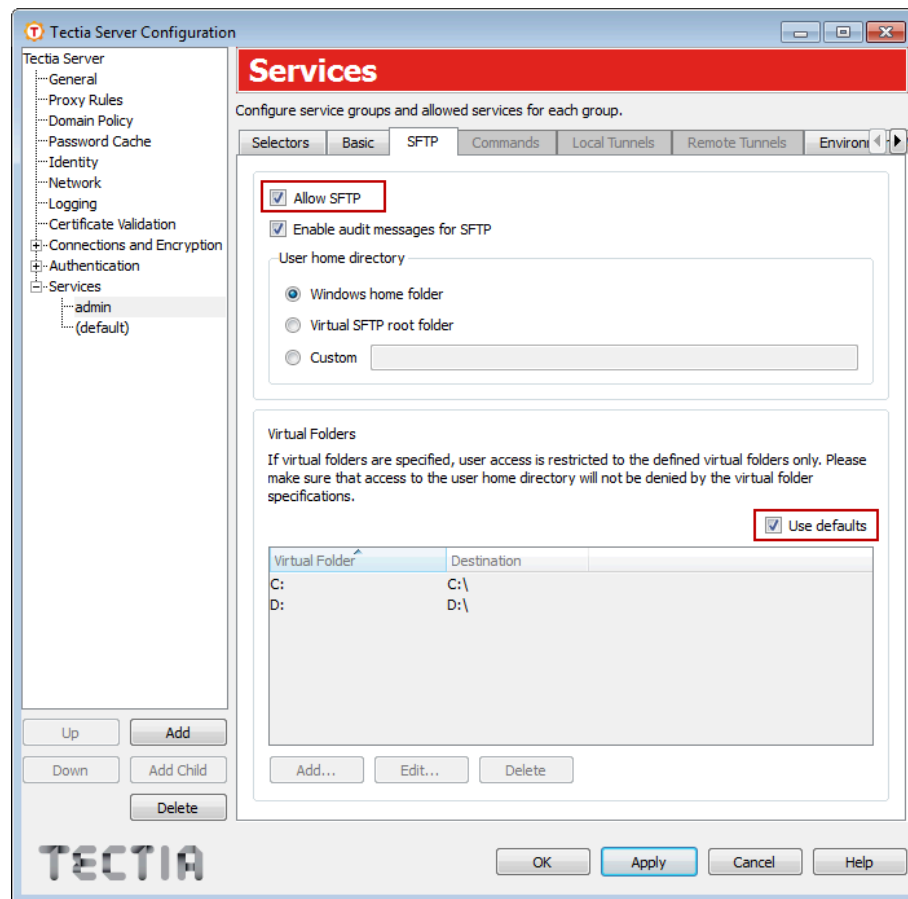 Tectia Server Configuration
Tectia Server
General
Proxy Rules
Domain Policy
Password Cache
Identity
Network
Logging
Certificate Validation
Connections and Encryption
Authentication
Services
admin
(default)
Up
Add
Down
Add Child
Delete
Services
Configure service groups and allowed services for each group.
Selectors Basic SFTP Commands Local Tunnels Remote Tunnels
Allow SFTP
Enable audit messages for SFTP
User home directory
Windows home folder
Virtual SFTP root folder
Custom
Virtual Folders
If virtual folders are specified, user access is restricted to the defined virtual folders only. Please
make sure that access to the user home directory will not be denied by the virtual folder
specifications.
Use defaults
Virtual Folder Destination
C: C:\
D: D:\
Add... Edit... Delete
TECTIA
OK Apply Cancel Help